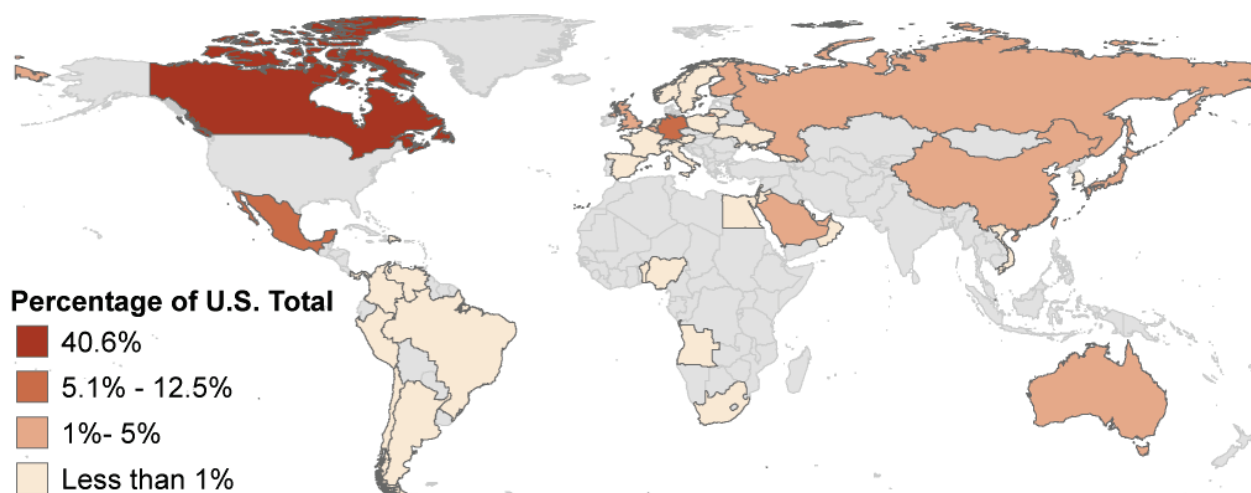 Percentage of U.S. Total
40.6%
5.1% - 12.5%
1%- 5%
Less than 1%